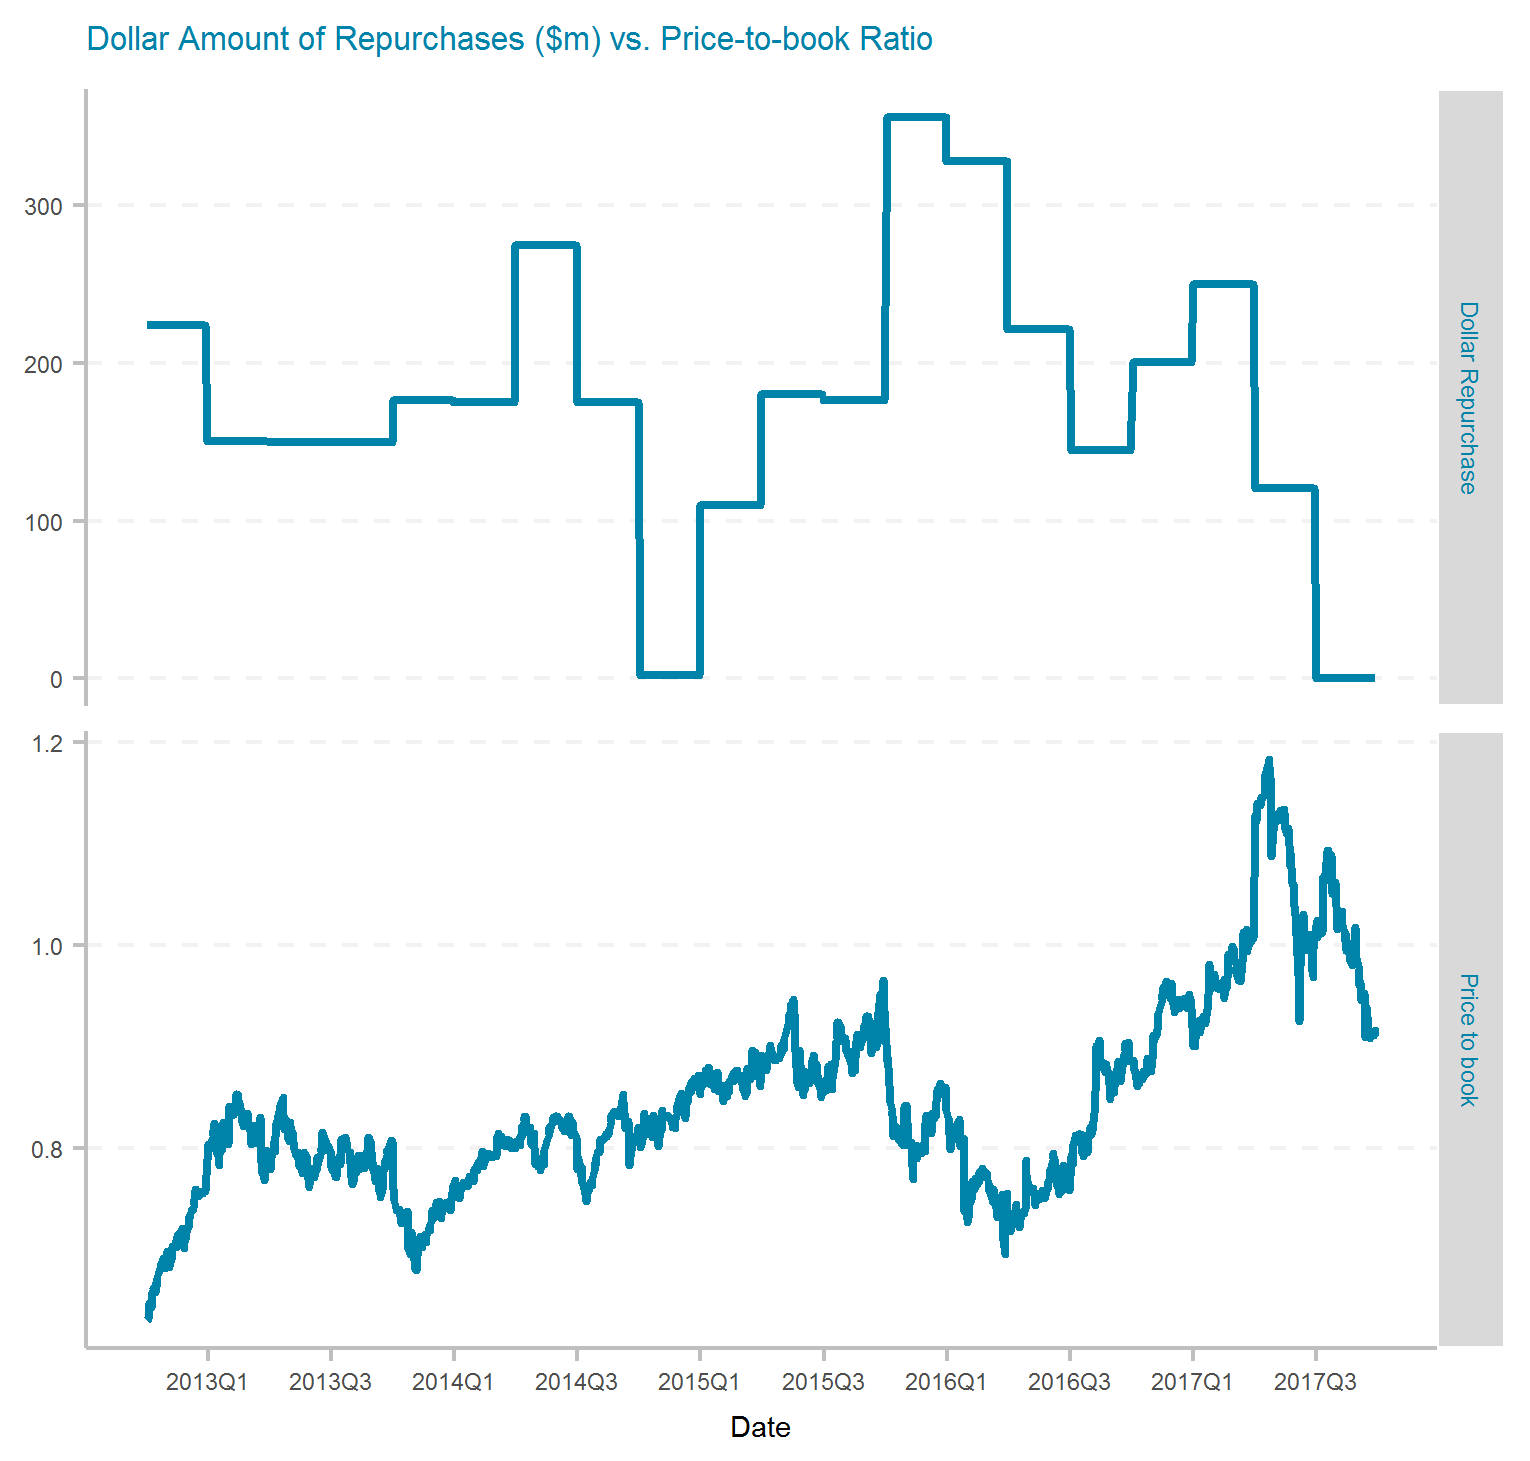 Dollar Amount of Repurchases ($m) vs. Price-to-book Ratio
300
200
100
0
Dollar Repurchase
1.2
1.0
0.8
Price to book
2013Q1 2013Q3 2014Q1 2014Q3 2015Q1 2015Q3 2016Q1 2016Q3 2017Q1 2017Q3
Date